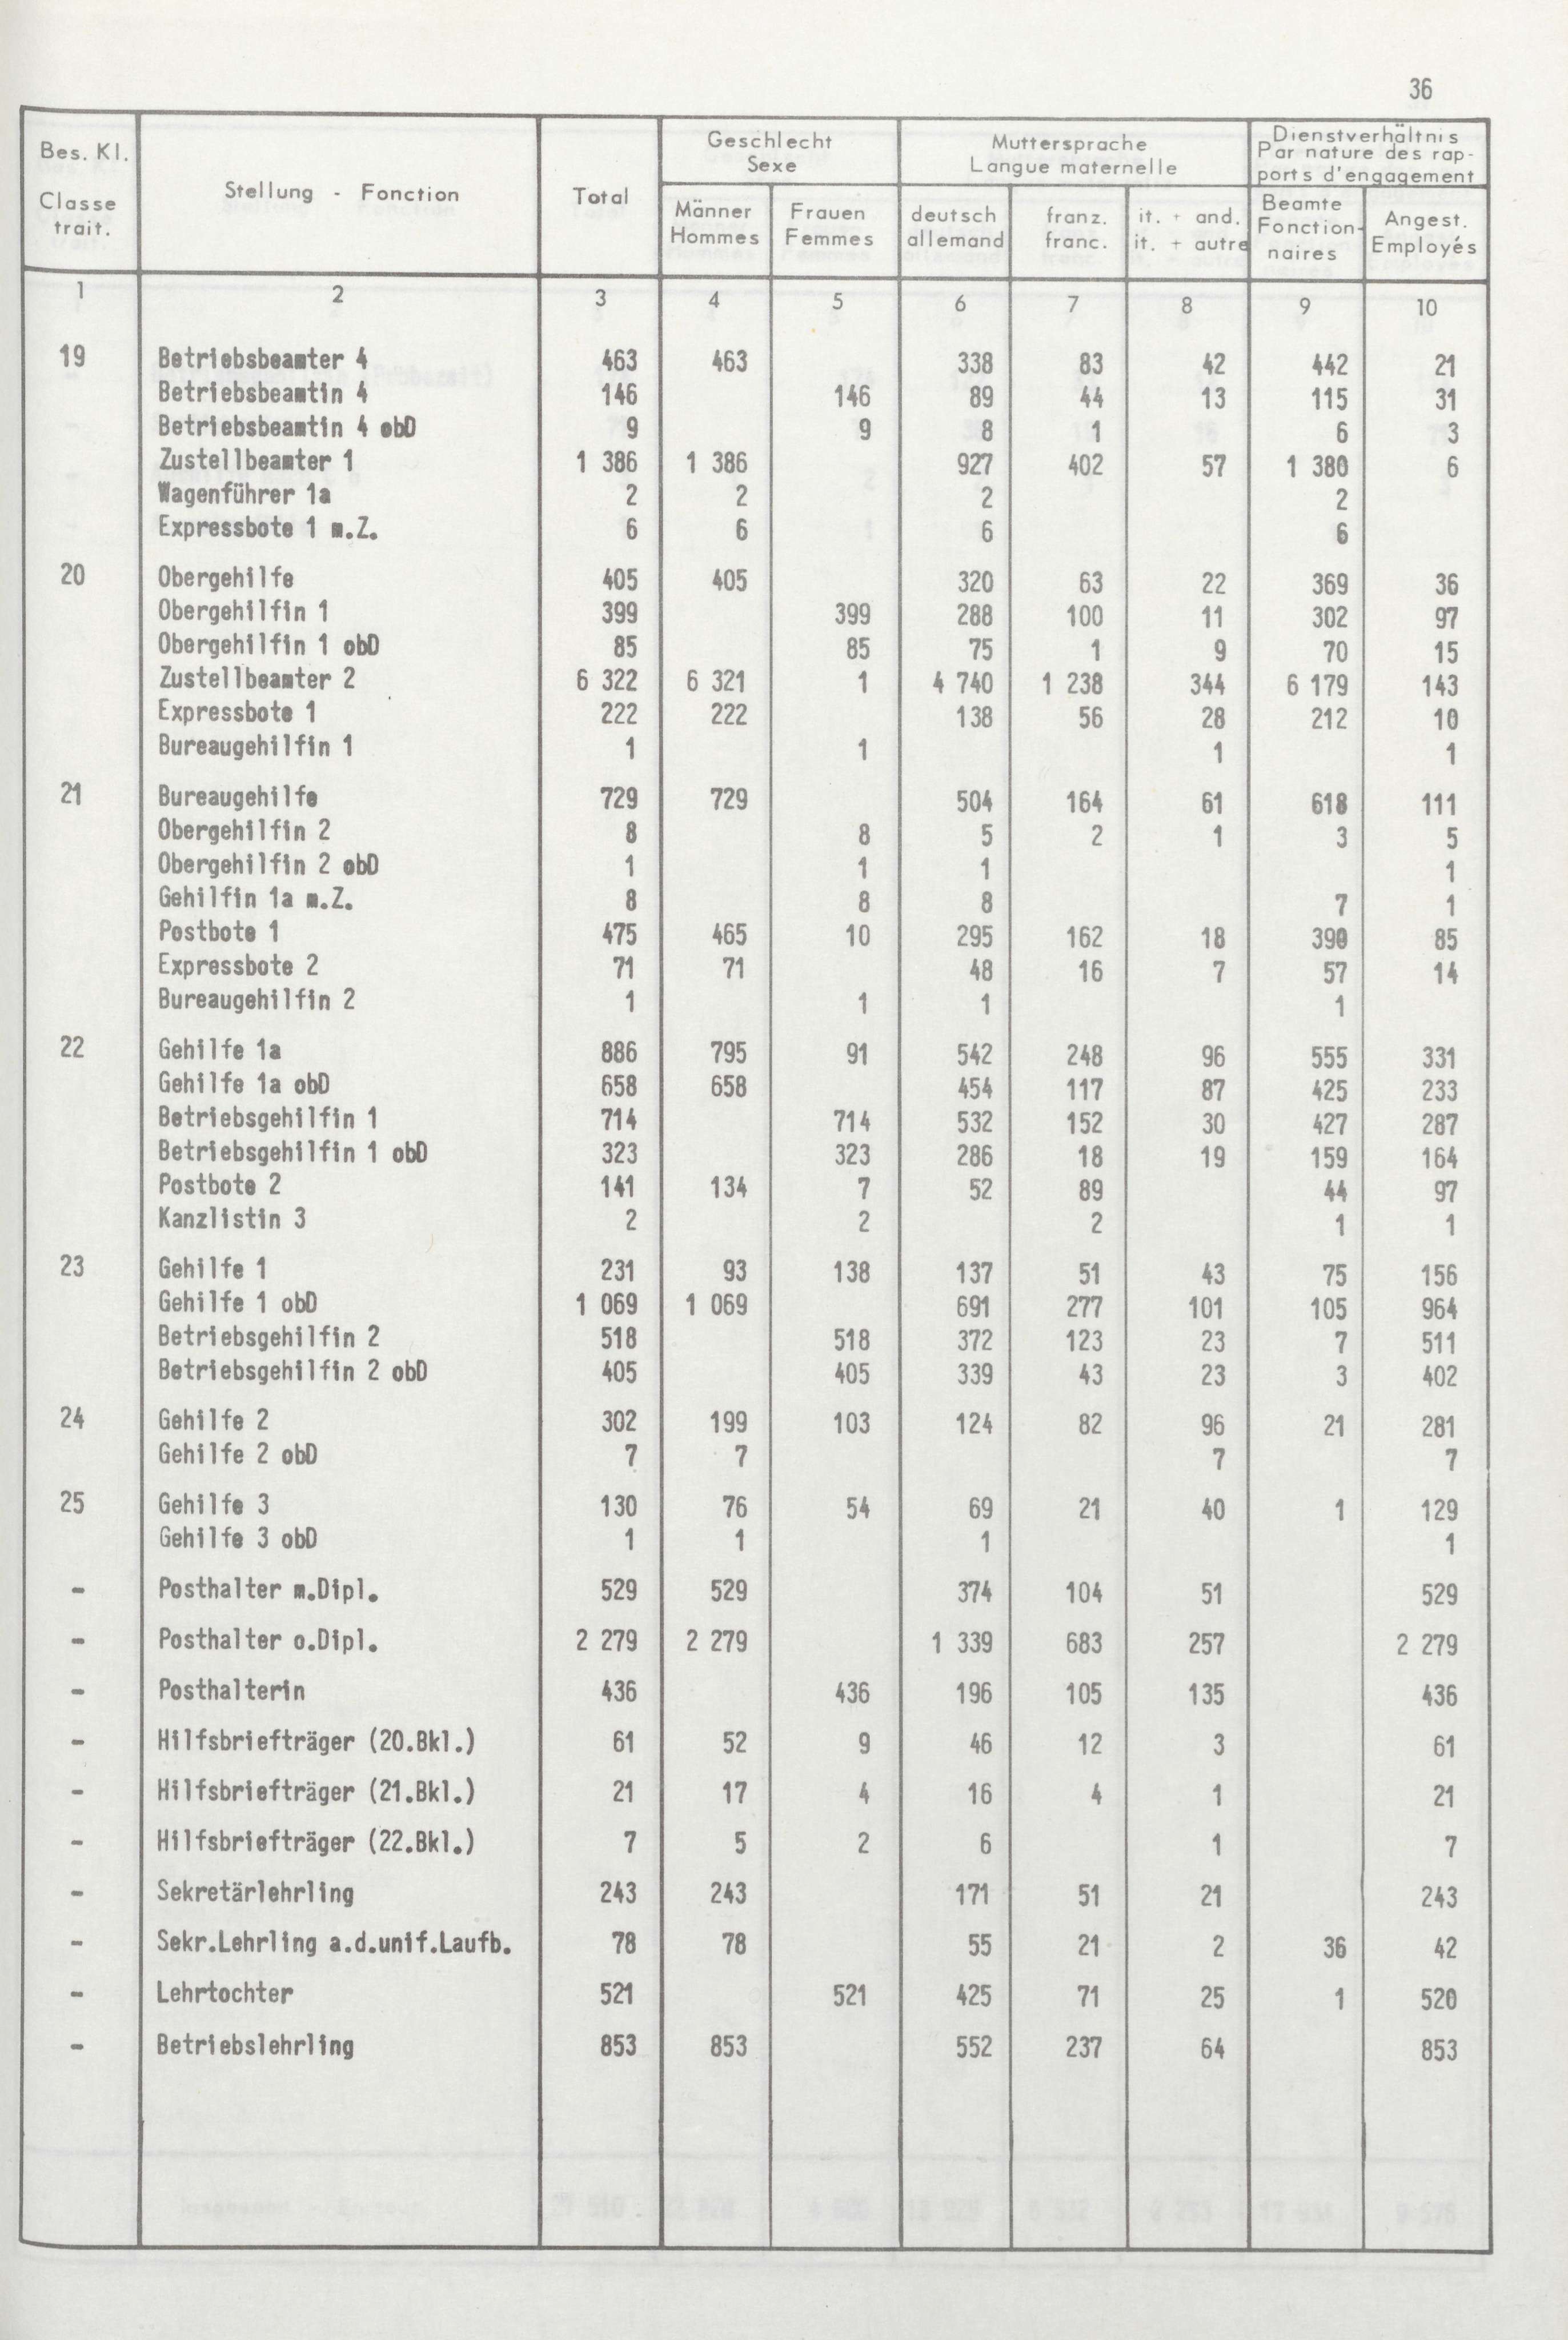 36
Bes. Kl. Classe trait. | Stellung - Fonction | Total | Geschlecht Sexe | Muttersprache Langue maternelle | Dienstverhältnis Par nature des rap- ports d'engagement
Männer Hommes | Frauen Femmes | deutsch allemand | franz. franc. | it. + and. it. + autre | Beamte Fonction- naires | Angest. Employés
1 2 3 4 5 6 7 8 9 10
19 Betriebsbeamter 4 463 463 338 83 42 442 21
Betriebsbeamtin 4 146 146 89 44 13 115 31
Betriebsbeamtin 4 obD 9 9 8 1 6 3
Zustellbeamter 1 1 386 1 386 927 402 57 1 380 6
Wagenführer 1a 2 2 2 2
Expressbote 1 m.Z. 6 6 6 6
20 Obergehilfe 405 405 320 63 22 369 36
Obergehilfin 1 399 399 288 100 11 302 97
Obergehilfin 1 obD 85 85 75 1 9 70 15
Zustellbeamter 2 6 322 6 321 1 4 740 1 238 344 6 179 143
Expressbote 1 222 222 138 56 28 212 10
Bureaugehilfin 1 1 1 1 1
21 Bureaugehilfe 729 729 504 164 61 618 111
Obergehilfin 2 8 8 5 2 1 3 5
Obergehilfin 2 obD 1 1 1 1
Gehilfin 1a m.Z. 8 8 8 7 1
Postbote 1 475 465 10 295 162 18 390 85
Expressbote 2 71 71 48 16 7 57 14
Bureaugehilfin 2 1 1 1 1
22 Gehilfe 1a 886 795 91 542 248 96 555 331
Gehilfe 1a obD 658 658 454 117 87 425 233
Betriebsgehilfin 1 714 714 532 152 30 427 287
Betriebsgehilfin 1 obD 323 323 286 18 19 159 164
Postbote 2 141 134 7 52 89 44 97
Kanzlistin 3 2 2 2 1 1
23 Gehilfe 1 231 93 138 137 51 43 75 156
Gehilfe 1 obD 1 069 1 069 691 277 101 105 964
Betriebsgehilfin 2 518 518 372 123 23 7 511
Betriebsgehilfin 2 obD 405 405 339 43 23 3 402
24 Gehilfe 2 302 199 103 124 82 96 21 281
Gehilfe 2 obD 7 7 7 7
25 Gehilfe 3 130 76 54 69 21 40 1 129
Gehilfe 3 obD 1 1 1 1
- Posthalter m.Dipl. 529 529 374 104 51 529
- Posthalter o.Dipl. 2 279 2 279 1 339 683 257 2 279
- Posthalterin 436 436 196 105 135 436
- Hilfsbriefträger (20.Bkl.) 61 52 9 46 12 3 61
- Hilfsbriefträger (21.Bkl.) 21 17 4 16 4 1 21
- Hilfsbriefträger (22.Bkl.) 7 5 2 6 1 7
- Sekretärlehrling 243 243 171 51 21 243
- Sekr.Lehrling a.d.unif.Laufb. 78 78 55 21 2 36 42
- Lehrtochter 521 521 425 71 25 1 520
- Betriebslehrling 853 853 552 237 64 853